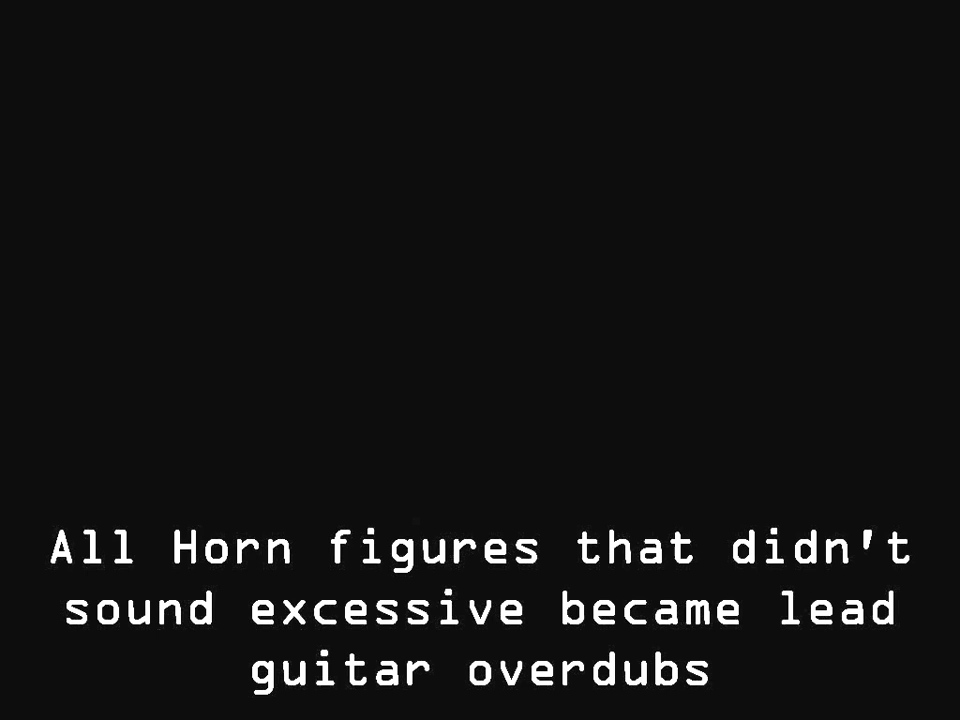 All Horn figures that didn't
sound excessive became lead
guitar overdubs